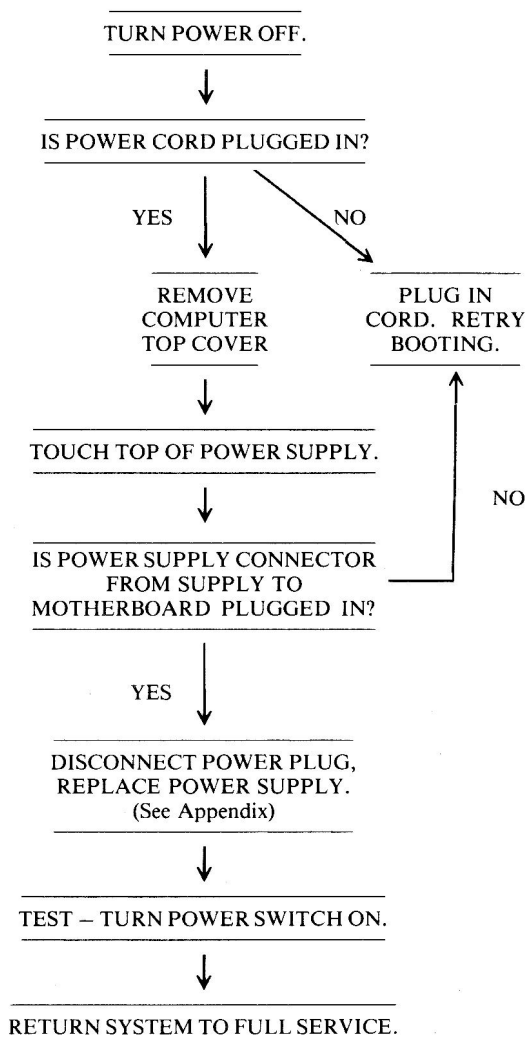 TURN POWER OFF.
IS POWER CORD PLUGGED IN?
YES
NO
REMOVE
COMPUTER
TOP COVER
PLUG IN
CORD. RETRY
BOOTING.
TOUCH TOP OF POWER SUPPLY.
NO
IS POWER SUPPLY CONNECTOR
FROM SUPPLY TO
MOTHERBOARD PLUGGED IN?
YES
DISCONNECT POWER PLUG,
REPLACE POWER SUPPLY.
(See Appendix)
TEST – TURN POWER SWITCH ON.
RETURN SYSTEM TO FULL SERVICE.